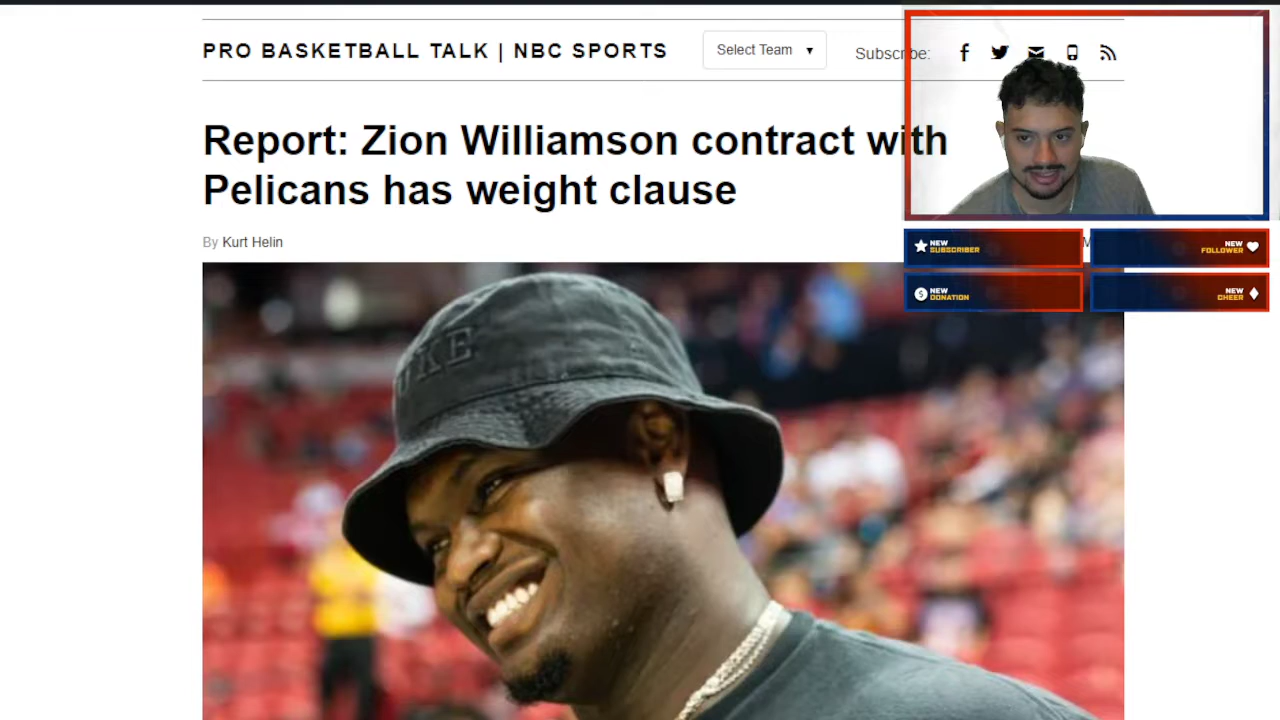 PRO BASKETBALL TALK | NBC SPORTS
Select Team
Subscribe:
Report: Zion Williamson contract with
Pelicans has weight clause
By Kurt Helin
NEW
SUBSCRIBER
NEW
FOLLOWER
NEW
DONATION
NEW
CHEER